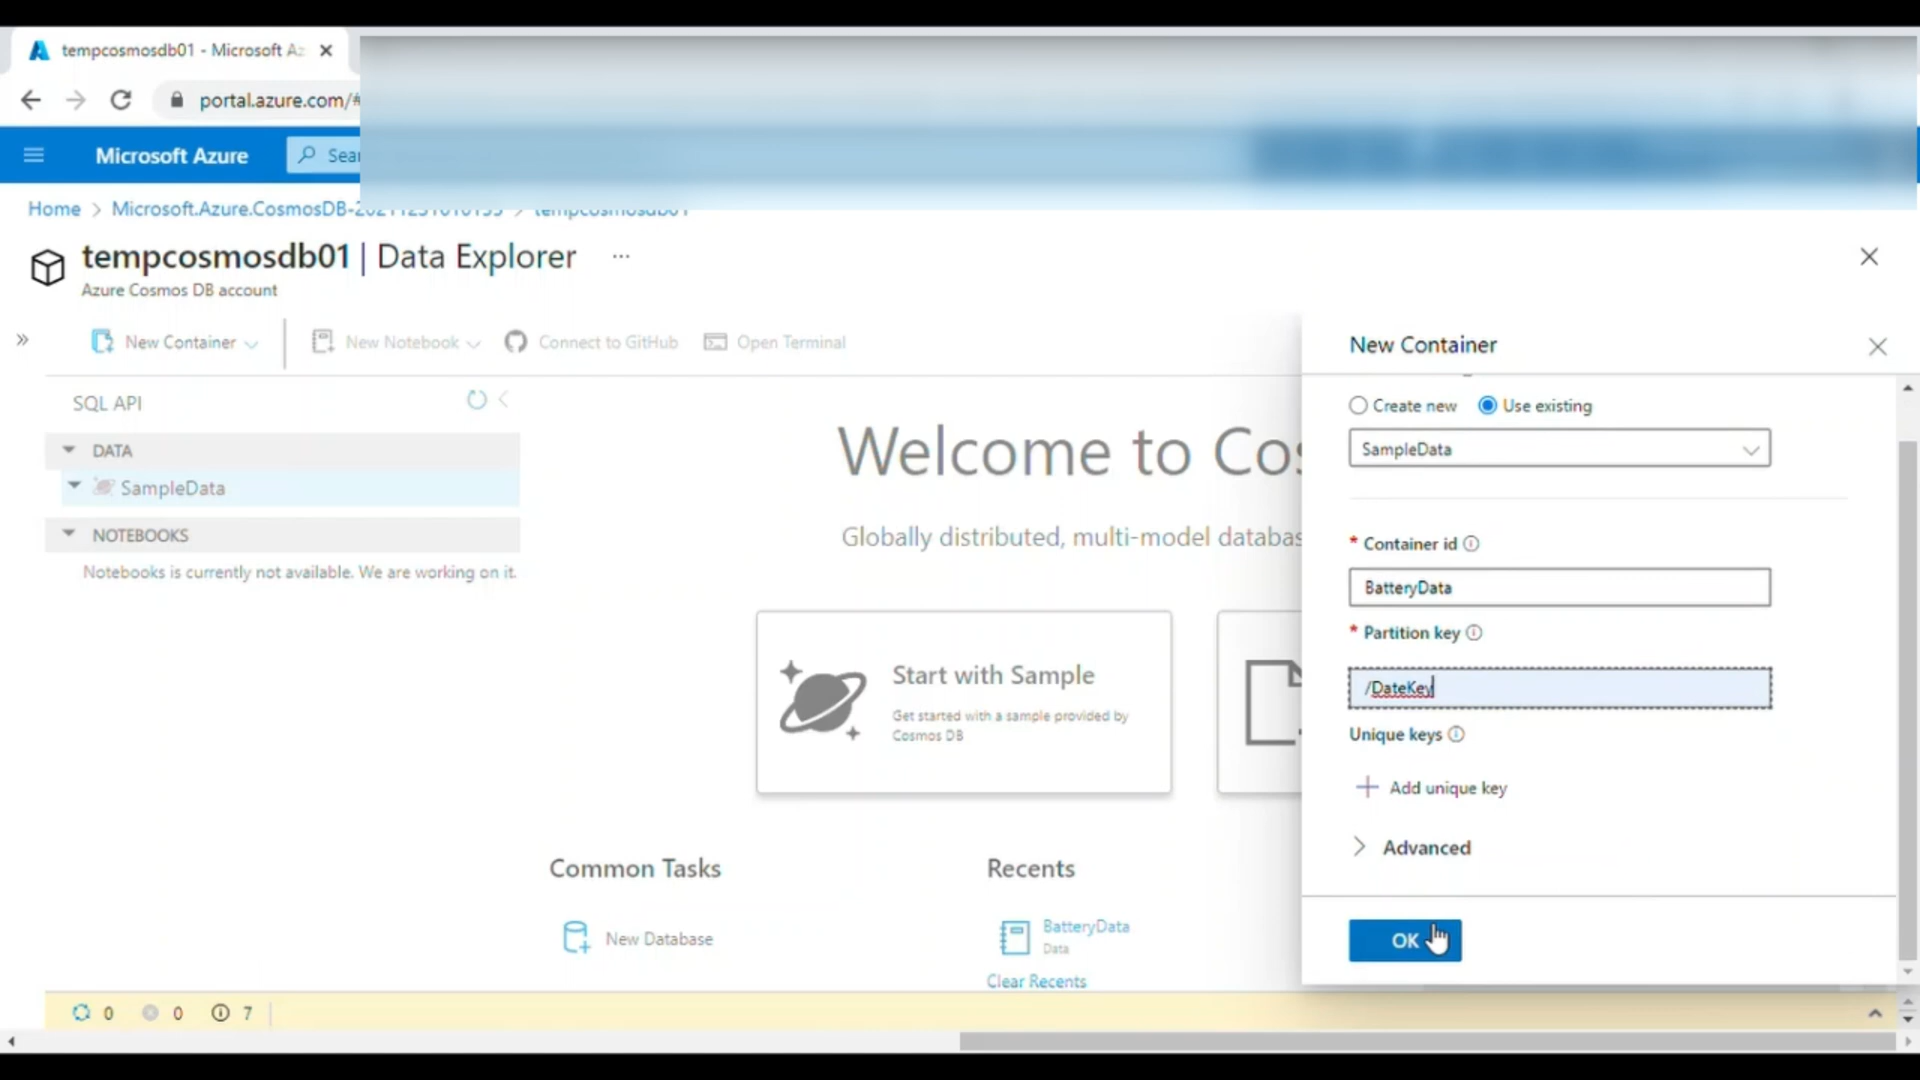 tempcosmosdb01 - Microsoft Az
portal.azure.com/#
Microsoft Azure
Sear
Home > Microsoft.Azure.CosmosDB-20211231010155 > tempcosmosdb01
tempcosmosdb01 | Data Explorer ...
Azure Cosmos DB account
New Container
New Notebook
Connect to GitHub
Open Terminal
SQL API
DATA
SampleData
NOTEBOOKS
Notebooks is currently not available. We are working on it.
Welcome to Cos
Globally distributed, multi-model databas
Start with Sample
Get started with a sample provided by
Cosmos DB
Common Tasks
New Database
Recents
BatteryData
Data
Clear Recents
0 0 7
New Container
Create new Use existing
SampleData
* Container id
BatteryData
* Partition key
/DateKey
Unique keys
Add unique key
Advanced
OK